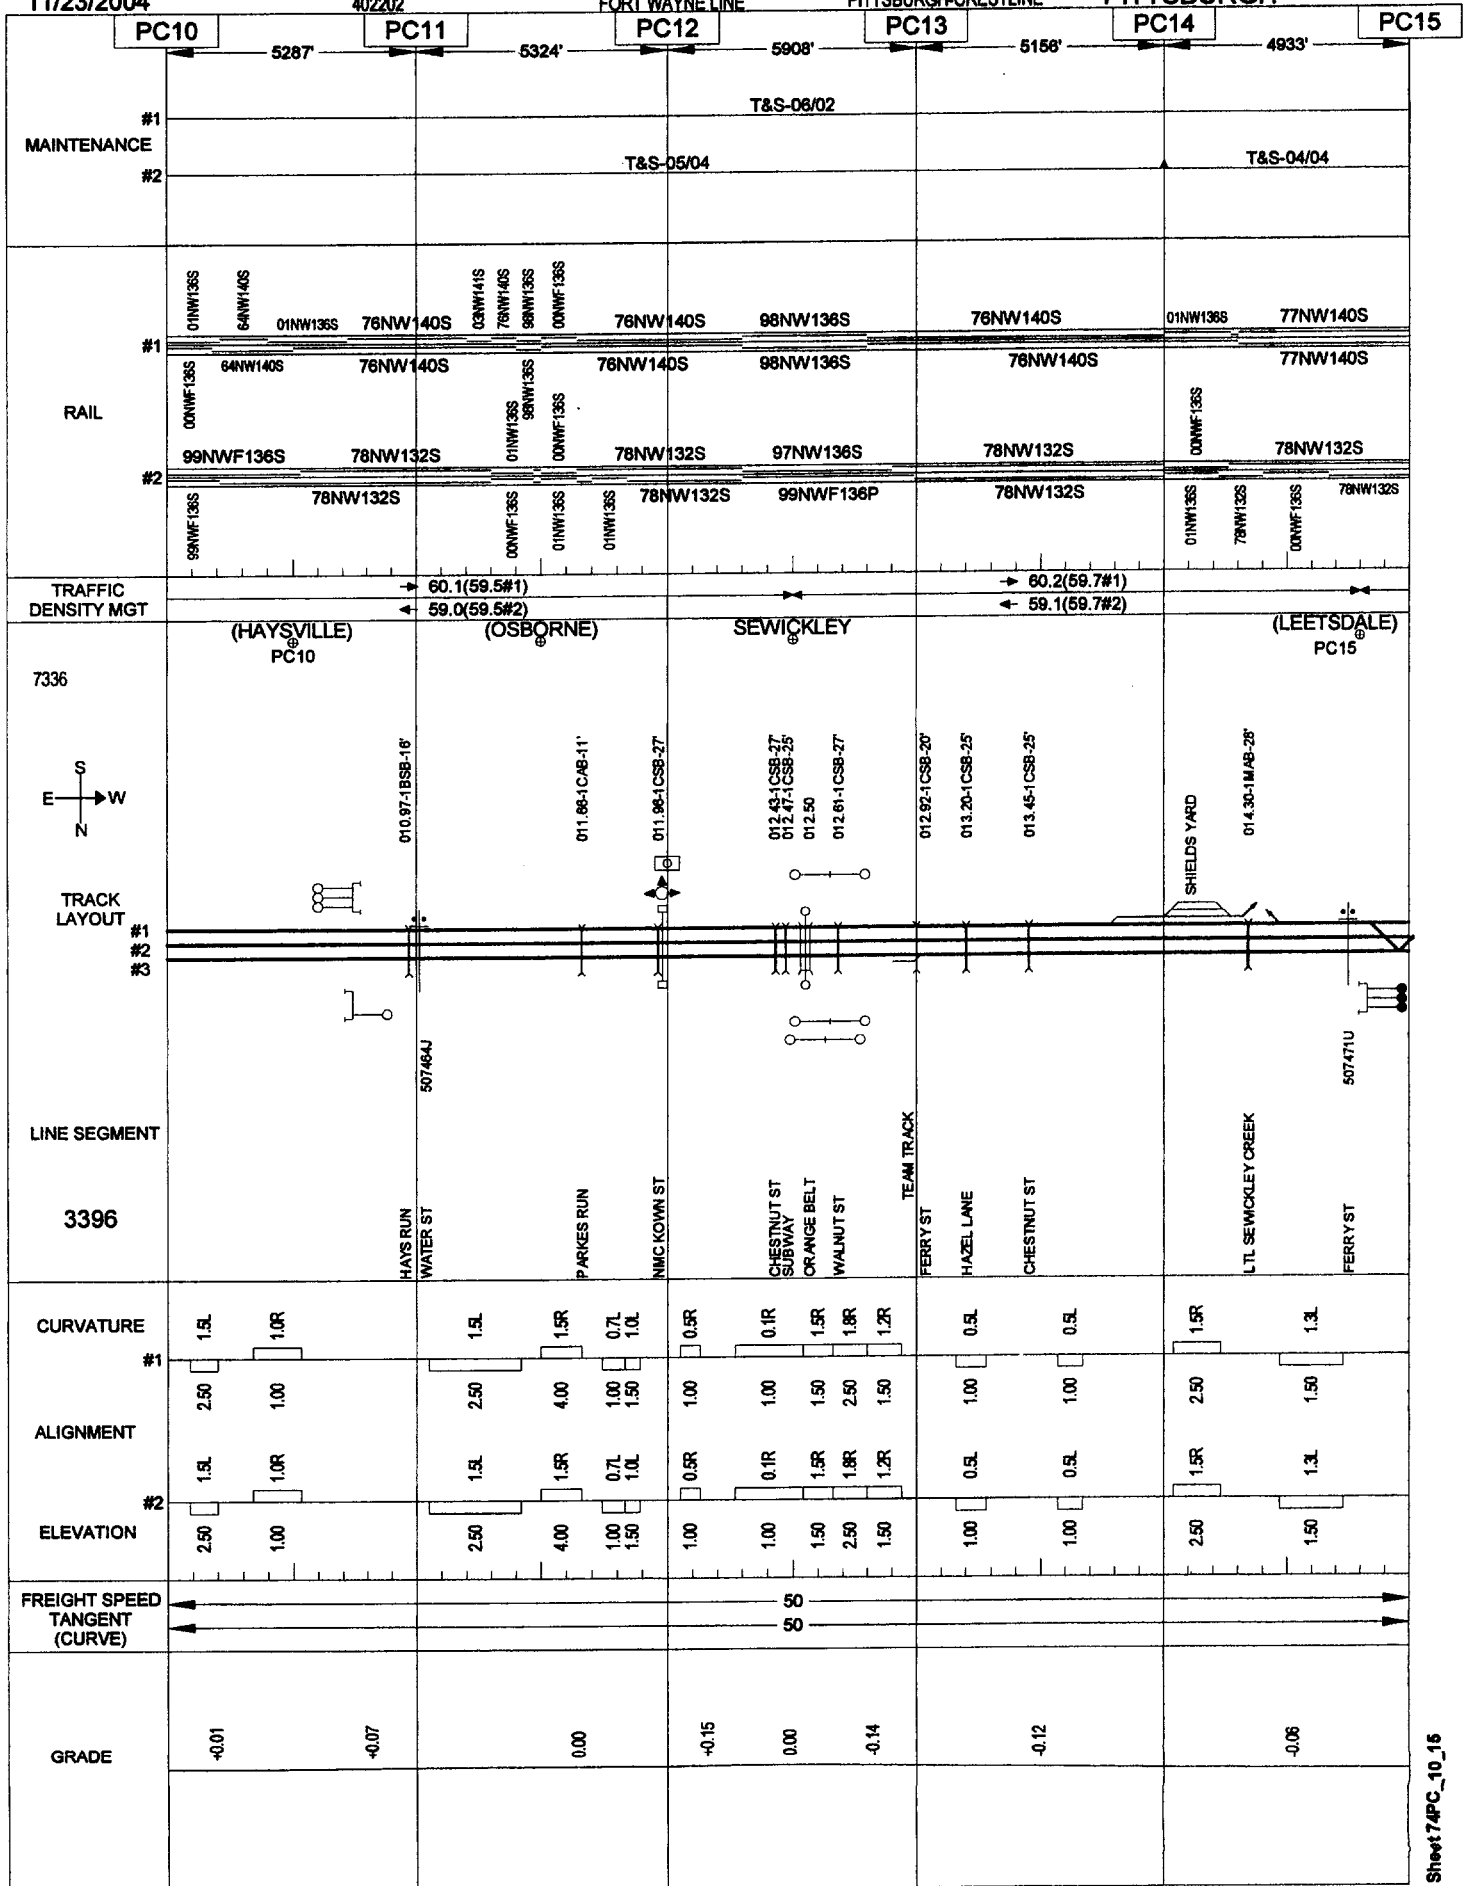 11/23/2004 402202 FORT WAYNE LINE
PC10 PC11 PC12 PC13 PC14 PC15
5287' 5324' 5908' 5156' 4933'
MAINTENANCE
#1
T&S-06/02
#2
T&S-05/04
T&S-04/04
RAIL
01NW136S
64NW140S
01NW136S
76NW140S
03NW141S
76NW140S
98NW136S
00NWF136S
76NW140S
98NW136S
76NW140S
01NW136S
77NW140S
#1
00NWF136S
64NW140S
76NW140S
98NW136S
76NW140S
98NW136S
76NW140S
77NW140S
99NWF136S
78NW132S
01NW136S
00NWF136S
78NW132S
97NW136S
78NW132S
00NWF136S
78NW132S
#2
99NWF136S
78NW132S
00NWF136S
01NW136S
01NW136S
78NW132S
99NWF136P
78NW132S
01NW136S
78NW132S
00NWF136S
78NW132S
TRAFFIC
DENSITY MGT
60.1(59.5#1)
59.0(59.5#2)
60.2(59.7#1)
59.1(59.7#2)
(HAYSVILLE)
PC10
(OSBORNE)
SEWICKLEY
(LEETSDALE)
PC15
7336
S
E W
N
010.97-1BSB-16'
011.66-1CAB-11'
011.96-1CSB-27'
012.43-1CSB-27'
012.47-1CSB-25'
012.50
012.61-1CSB-27'
012.92-1CSB-20'
013.20-1CSB-25'
013.45-1CSB-25'
SHIELDS YARD
014.30-1MAB-28'
TRACK
LAYOUT
#1
#2
#3
507464J
507471U
LINE SEGMENT
3396
HAYS RUN
WATER ST
PARKES RUN
NMC KOWN ST
CHESTNUT ST
SUBWAY
ORANGE BELT
WALNUT ST
TEAM TRACK
FERRY ST
HAZEL LANE
CHESTNUT ST
LTL SEWICKLEY CREEK
FERRY ST
CURVATURE
1.5L 1.0R 1.5L 1.5R 0.7L 1.0L 0.5R 0.1R 1.5R 1.8R 1.2R 0.5L 0.5L 1.5R 1.3L
#1
2.50 1.00 2.50 4.00 1.00 1.50 1.00 1.00 1.50 2.50 1.50 1.00 1.00 2.50 1.50
ALIGNMENT
1.5L 1.0R 1.5L 1.5R 0.7L 1.0L 0.5R 0.1R 1.5R 1.8R 1.2R 0.5L 0.5L 1.5R 1.3L
#2
ELEVATION
2.50 1.00 2.50 4.00 1.00 1.50 1.00 1.00 1.50 2.50 1.50 1.00 1.00 2.50 1.50
FREIGHT SPEED
TANGENT
(CURVE)
50
50
GRADE
+0.01 +0.07 0.00 +0.15 0.00 -0.14 -0.12 -0.06
Sheet74PC_10_15